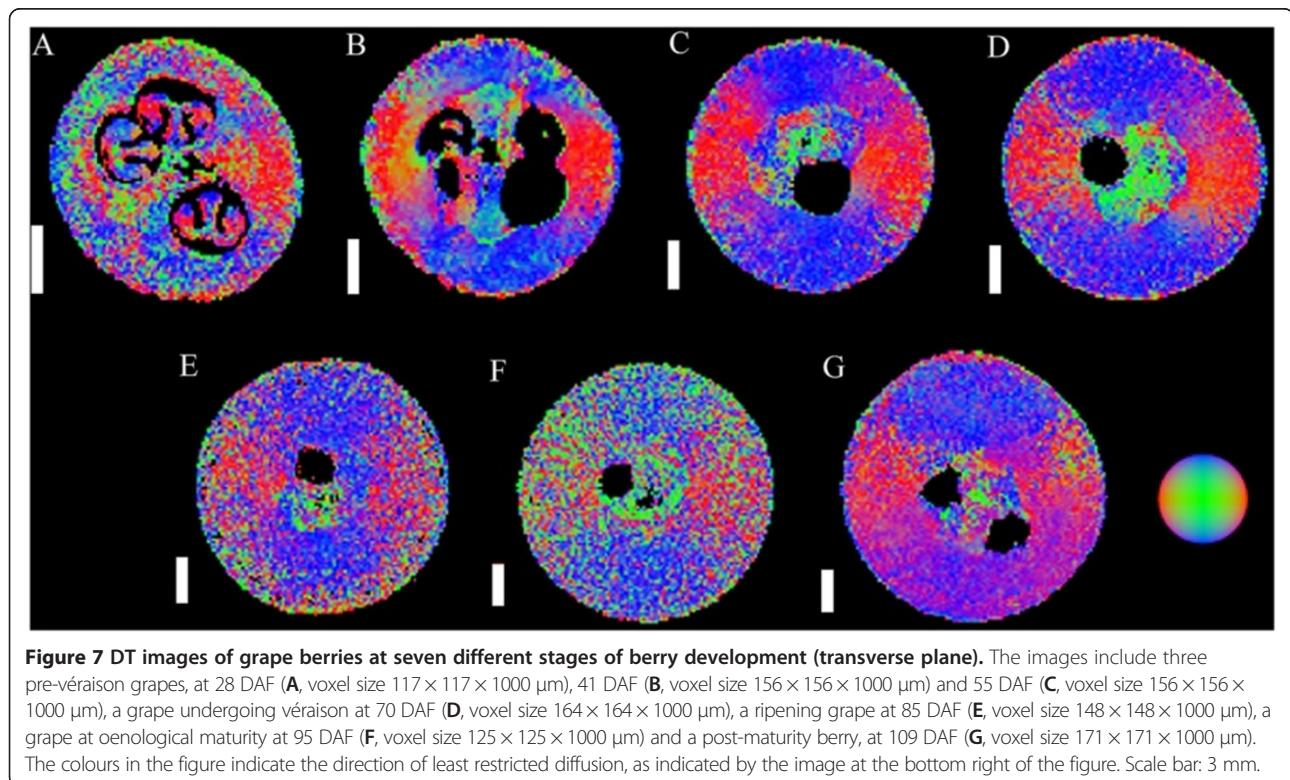 A B C D
E F G
Figure 7 DT images of grape berries at seven different stages of berry development (transverse plane). The images include three
pre-véraison grapes, at 28 DAF (A, voxel size 117 × 117 × 1000 μm), 41 DAF (B, voxel size 156 × 156 × 1000 μm) and 55 DAF (C, voxel size 156 × 156 ×
1000 μm), a grape undergoing véraison at 70 DAF (D, voxel size 164 × 164 × 1000 μm), a ripening grape at 85 DAF (E, voxel size 148 × 148 × 1000 μm), a
grape at oenological maturity at 95 DAF (F, voxel size 125 × 125 × 1000 μm) and a post-maturity berry, at 109 DAF (G, voxel size 171 × 171 × 1000 μm).
The colours in the figure indicate the direction of least restricted diffusion, as indicated by the image at the bottom right of the figure. Scale bar: 3 mm.